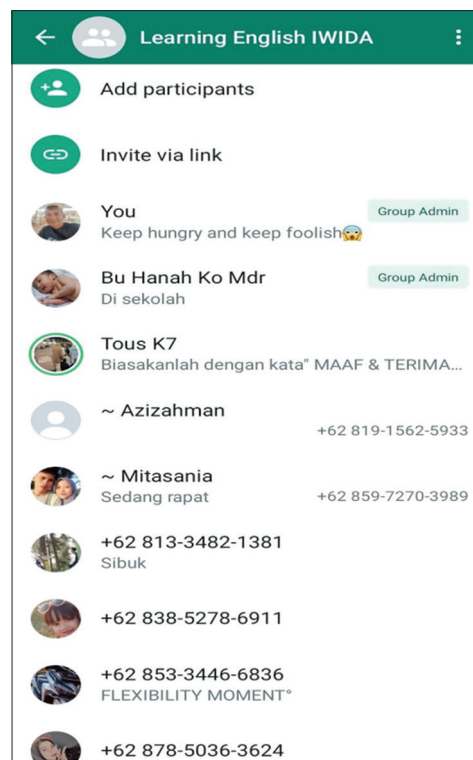 Learning English IWIDA
Add participants
Invite via link
You
Group Admin
Keep hungry and keep foolish😱
Bu Hanah Ko Mdr
Group Admin
Di sekolah
Tous K7
Biasakanlah dengan kata" MAAF & TERIMA...
~ Azizahman
+62 819-1562-5933
~ Mitasania
Sedang rapat +62 859-7270-3989
+62 813-3482-1381
Sibuk
+62 838-5278-6911
+62 853-3446-6836
FLEXIBILITY MOMENT°
+62 878-5036-3624